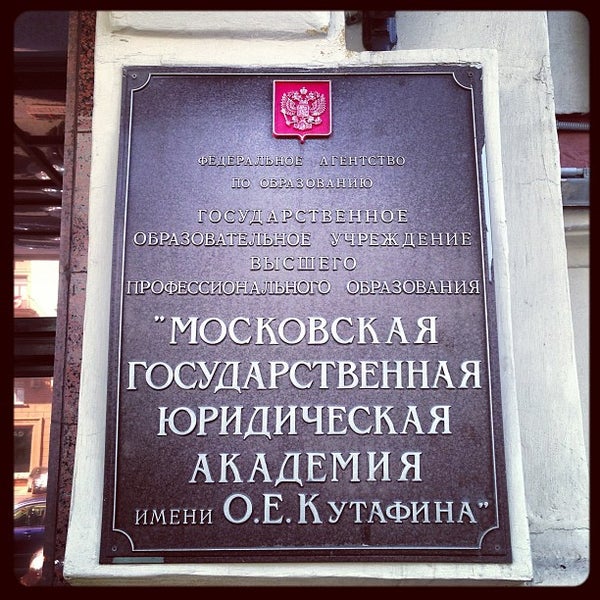 ФЕДЕРАЛЬНОЕ АГЕНТСТВО
ПО ОБРАЗОВАНИЮ
ГОСУДАРСТВЕННОЕ
ОБРАЗОВАТЕЛЬНОЕ УЧРЕЖДЕНИЕ
ВЫСШЕГО
ПРОФЕССИОНАЛЬНОГО ОБРАЗОВАНИЯ
"МОСКОВСКАЯ
ГОСУДАРСТВЕННАЯ
ЮРИДИЧЕСКАЯ
АКАДЕМИЯ
ИМЕНИ О.Е.КУТАФИНА"